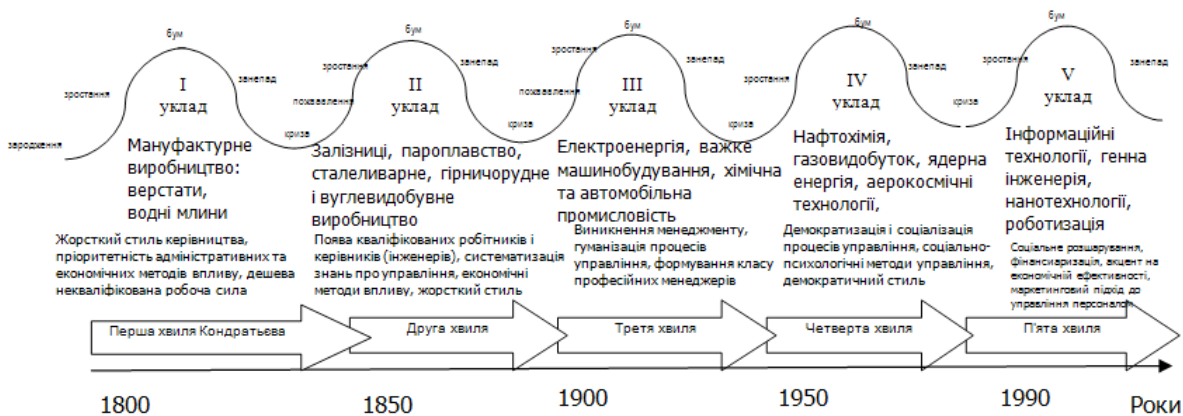 бум
бум
бум
бум
бум
зростання
I
уклад
занепад
зростання
пожвавлення
II
уклад
занепад
зростання
пожвавлення
III
уклад
занепад
зростання
IV
уклад
занепад
зростання
V
уклад
занепад
зародження
криза
криза
криза
криза
Мануфактурне
виробництво:
верстати,
водні млини
Залізниці, пароплавство,
сталеливарне, гірничорудне
і вуглевидобувне
виробництво
Електроенергія, важке
машинобудування, хімічна
та автомобільна
промисловість
Нафтохімія,
газовидобуток, ядерна
енергія, аерокосмічні
технології,
Інформаційні
технології, генна
інженерія,
нанотехнології,
роботизація
Жорсткий стиль керівництва,
пріоритетність адміністративних та
економічних методів впливу, дешева
некваліфікована робоча сила
Поява кваліфікованих робітників і
керівників (інженерів), систематизація
знань про управління, економічні
методи впливу, жорсткий стиль
Виникнення менеджменту,
гуманізація процесів
управління, формування класу
професійних менеджерів
Демократизація і соціалізація
процесів управління, соціально-
психологічні методи управління,
демократичний стиль
Соціальне розшарування,
фінансиаризація, акцент на
економічній ефективності,
маркетинговий підхід до
управління персоналом
Перша хвиля Кондратьєва
Друга хвиля
Третя хвиля
Четверта хвиля
П'ята хвиля
1800
1850
1900
1950
1990
Роки